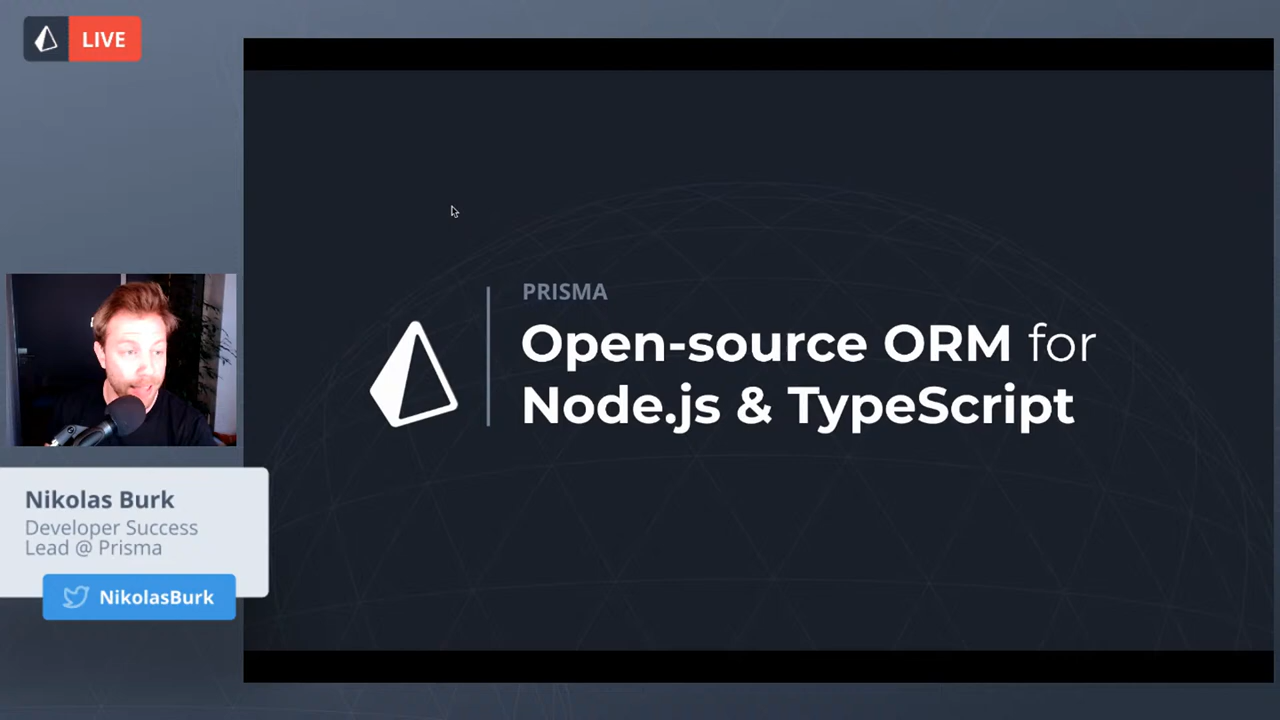 LIVE
PRISMA
Open-source ORM for
Node.js & TypeScript
Nikolas Burk
Developer Success
Lead @ Prisma
NikolasBurk